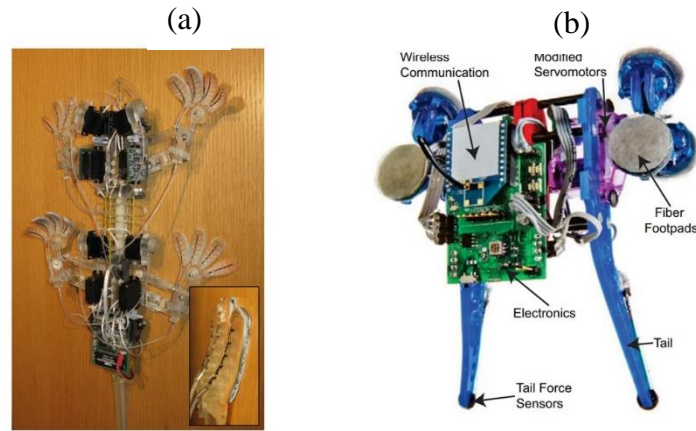 (a)
(b)
Wireless
Communication
Modified
Servomotors
Fiber
Footpads
Electronics
Tail
Tail Force
Sensors